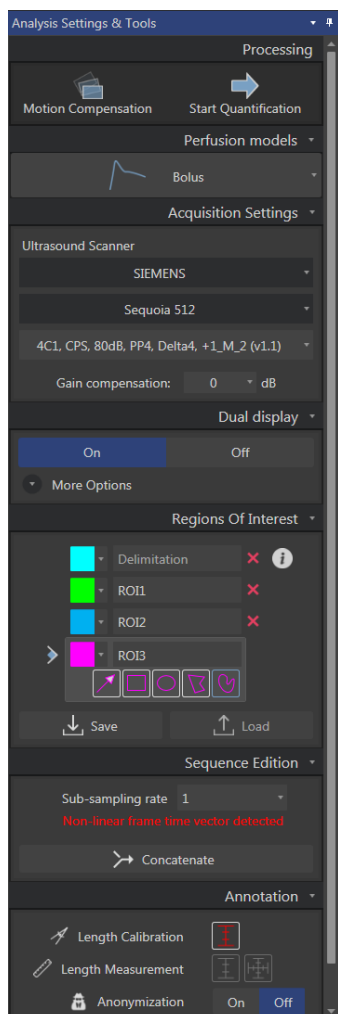 Analysis Settings & Tools
Processing
Motion Compensation Start Quantification
Perfusion models
Bolus
Acquisition Settings
Ultrasound Scanner
SIEMENS
Sequoia 512
4C1, CPS, 80dB, PP4, Delta4, +1_M_2 (v1.1)
Gain compensation: 0 dB
Dual display
On Off
More Options
Regions Of Interest
Delimitation
ROI1
ROI2
ROI3
Save Load
Sequence Edition
Sub-sampling rate 1
Non-linear frame time vector detected
Concatenate
Annotation
Length Calibration
Length Measurement
Anonymization On Off